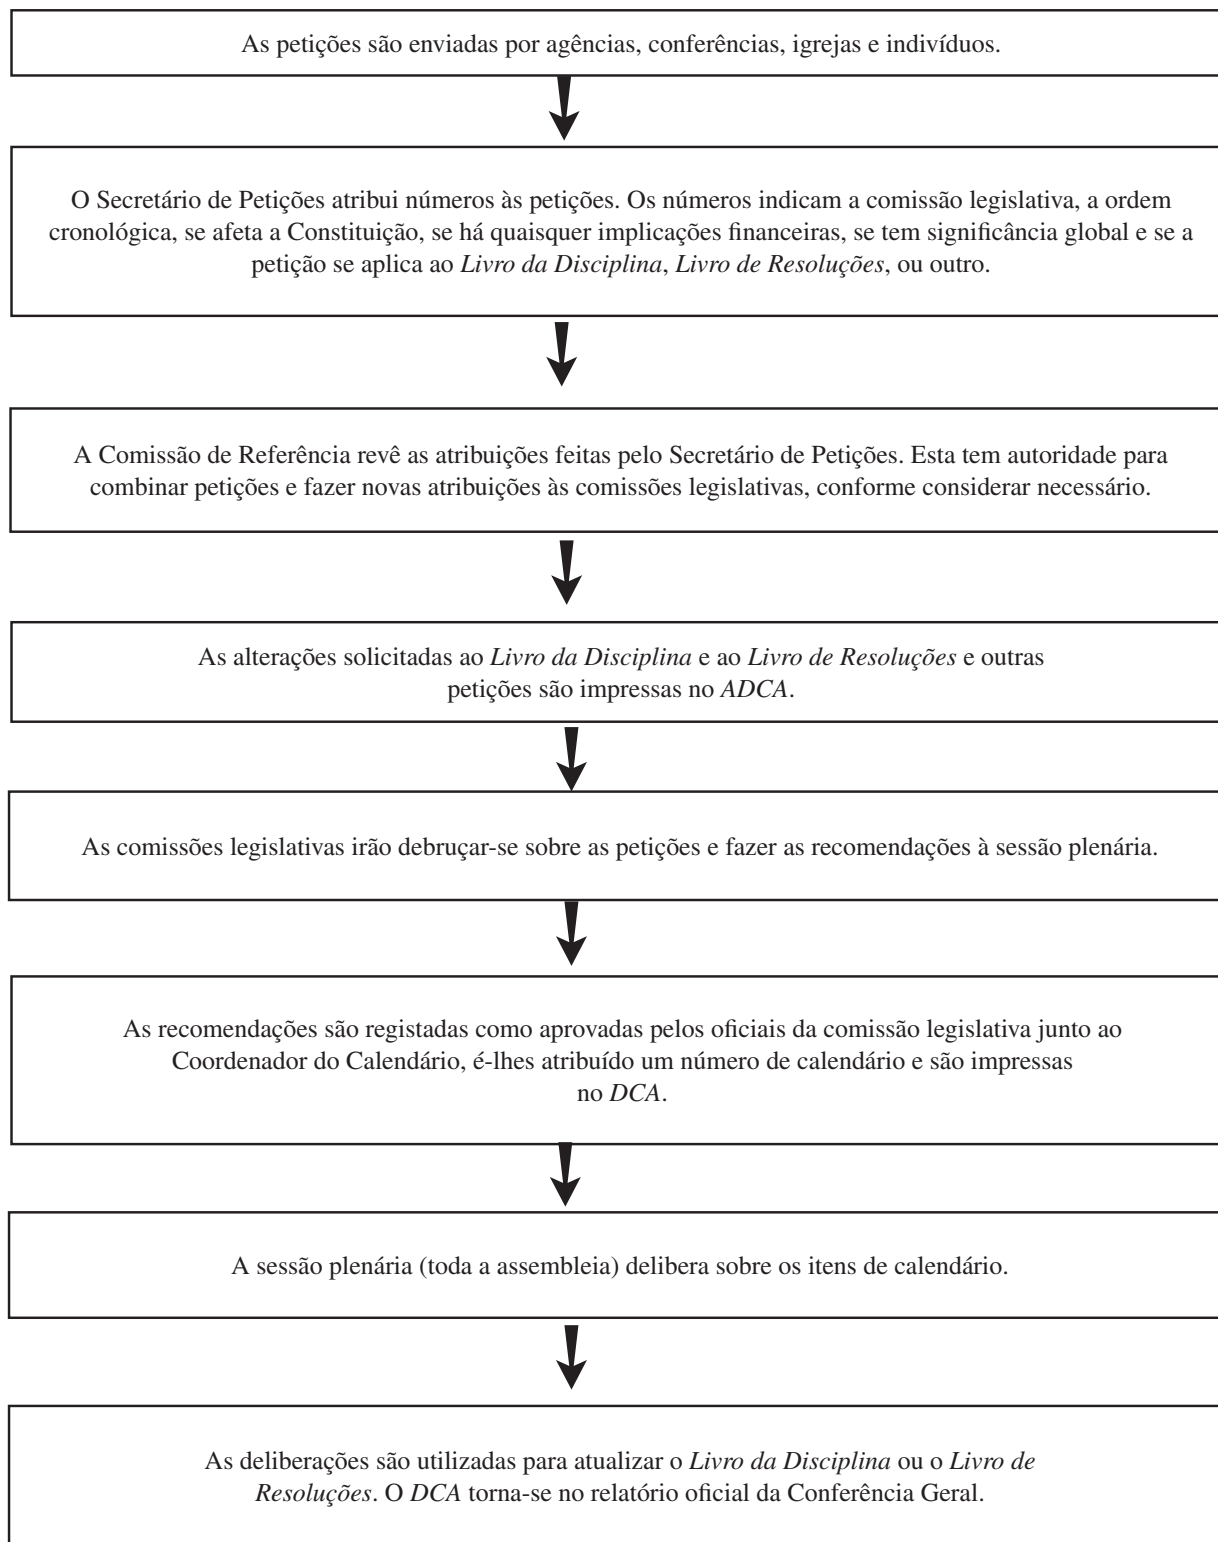 As petições são enviadas por agências, conferências, igrejas e indivíduos.
O Secretário de Petições atribui números às petições. Os números indicam a comissão legislativa, a ordem
cronológica, se afeta a Constituição, se há quaisquer implicações financeiras, se tem significância global e se a
petição se aplica ao Livro da Disciplina, Livro de Resoluções, ou outro.
A Comissão de Referência revê as atribuições feitas pelo Secretário de Petições. Esta tem autoridade para
combinar petições e fazer novas atribuições às comissões legislativas, conforme considerar necessário.
As alterações solicitadas ao Livro da Disciplina e ao Livro de Resoluções e outras
petições são impressas no ADCA.
As comissões legislativas irão debruçar-se sobre as petições e fazer as recomendações à sessão plenária.
As recomendações são registadas como aprovadas pelos oficiais da comissão legislativa junto ao
Coordenador do Calendário, é-lhes atribuído um número de calendário e são impressas
no DCA.
A sessão plenária (toda a assembleia) delibera sobre os itens de calendário.
As deliberações são utilizadas para atualizar o Livro da Disciplina ou o Livro de
Resoluções. O DCA torna-se no relatório oficial da Conferência Geral.